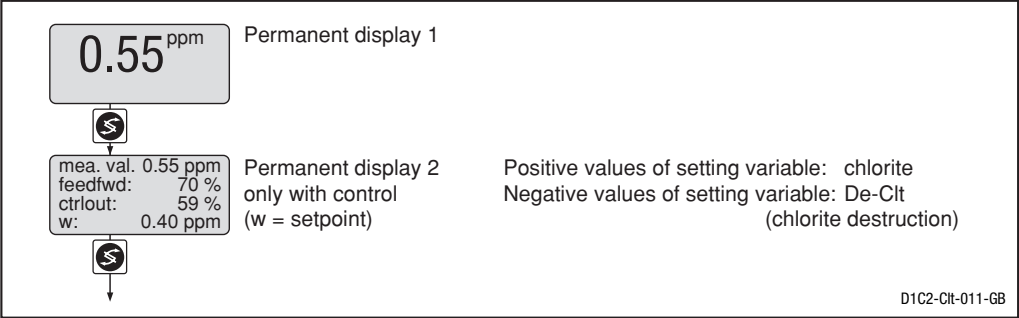 0.55 ppm
Permanent display 1
mea. val. 0.55 ppm
feedfwd: 70 %
ctrlout: 59 %
w: 0.40 ppm
Permanent display 2
only with control
(w = setpoint)
Positive values of setting variable: chlorite
Negative values of setting variable: De-Clt
(chlorite destruction)
D1C2-Clt-011-GB